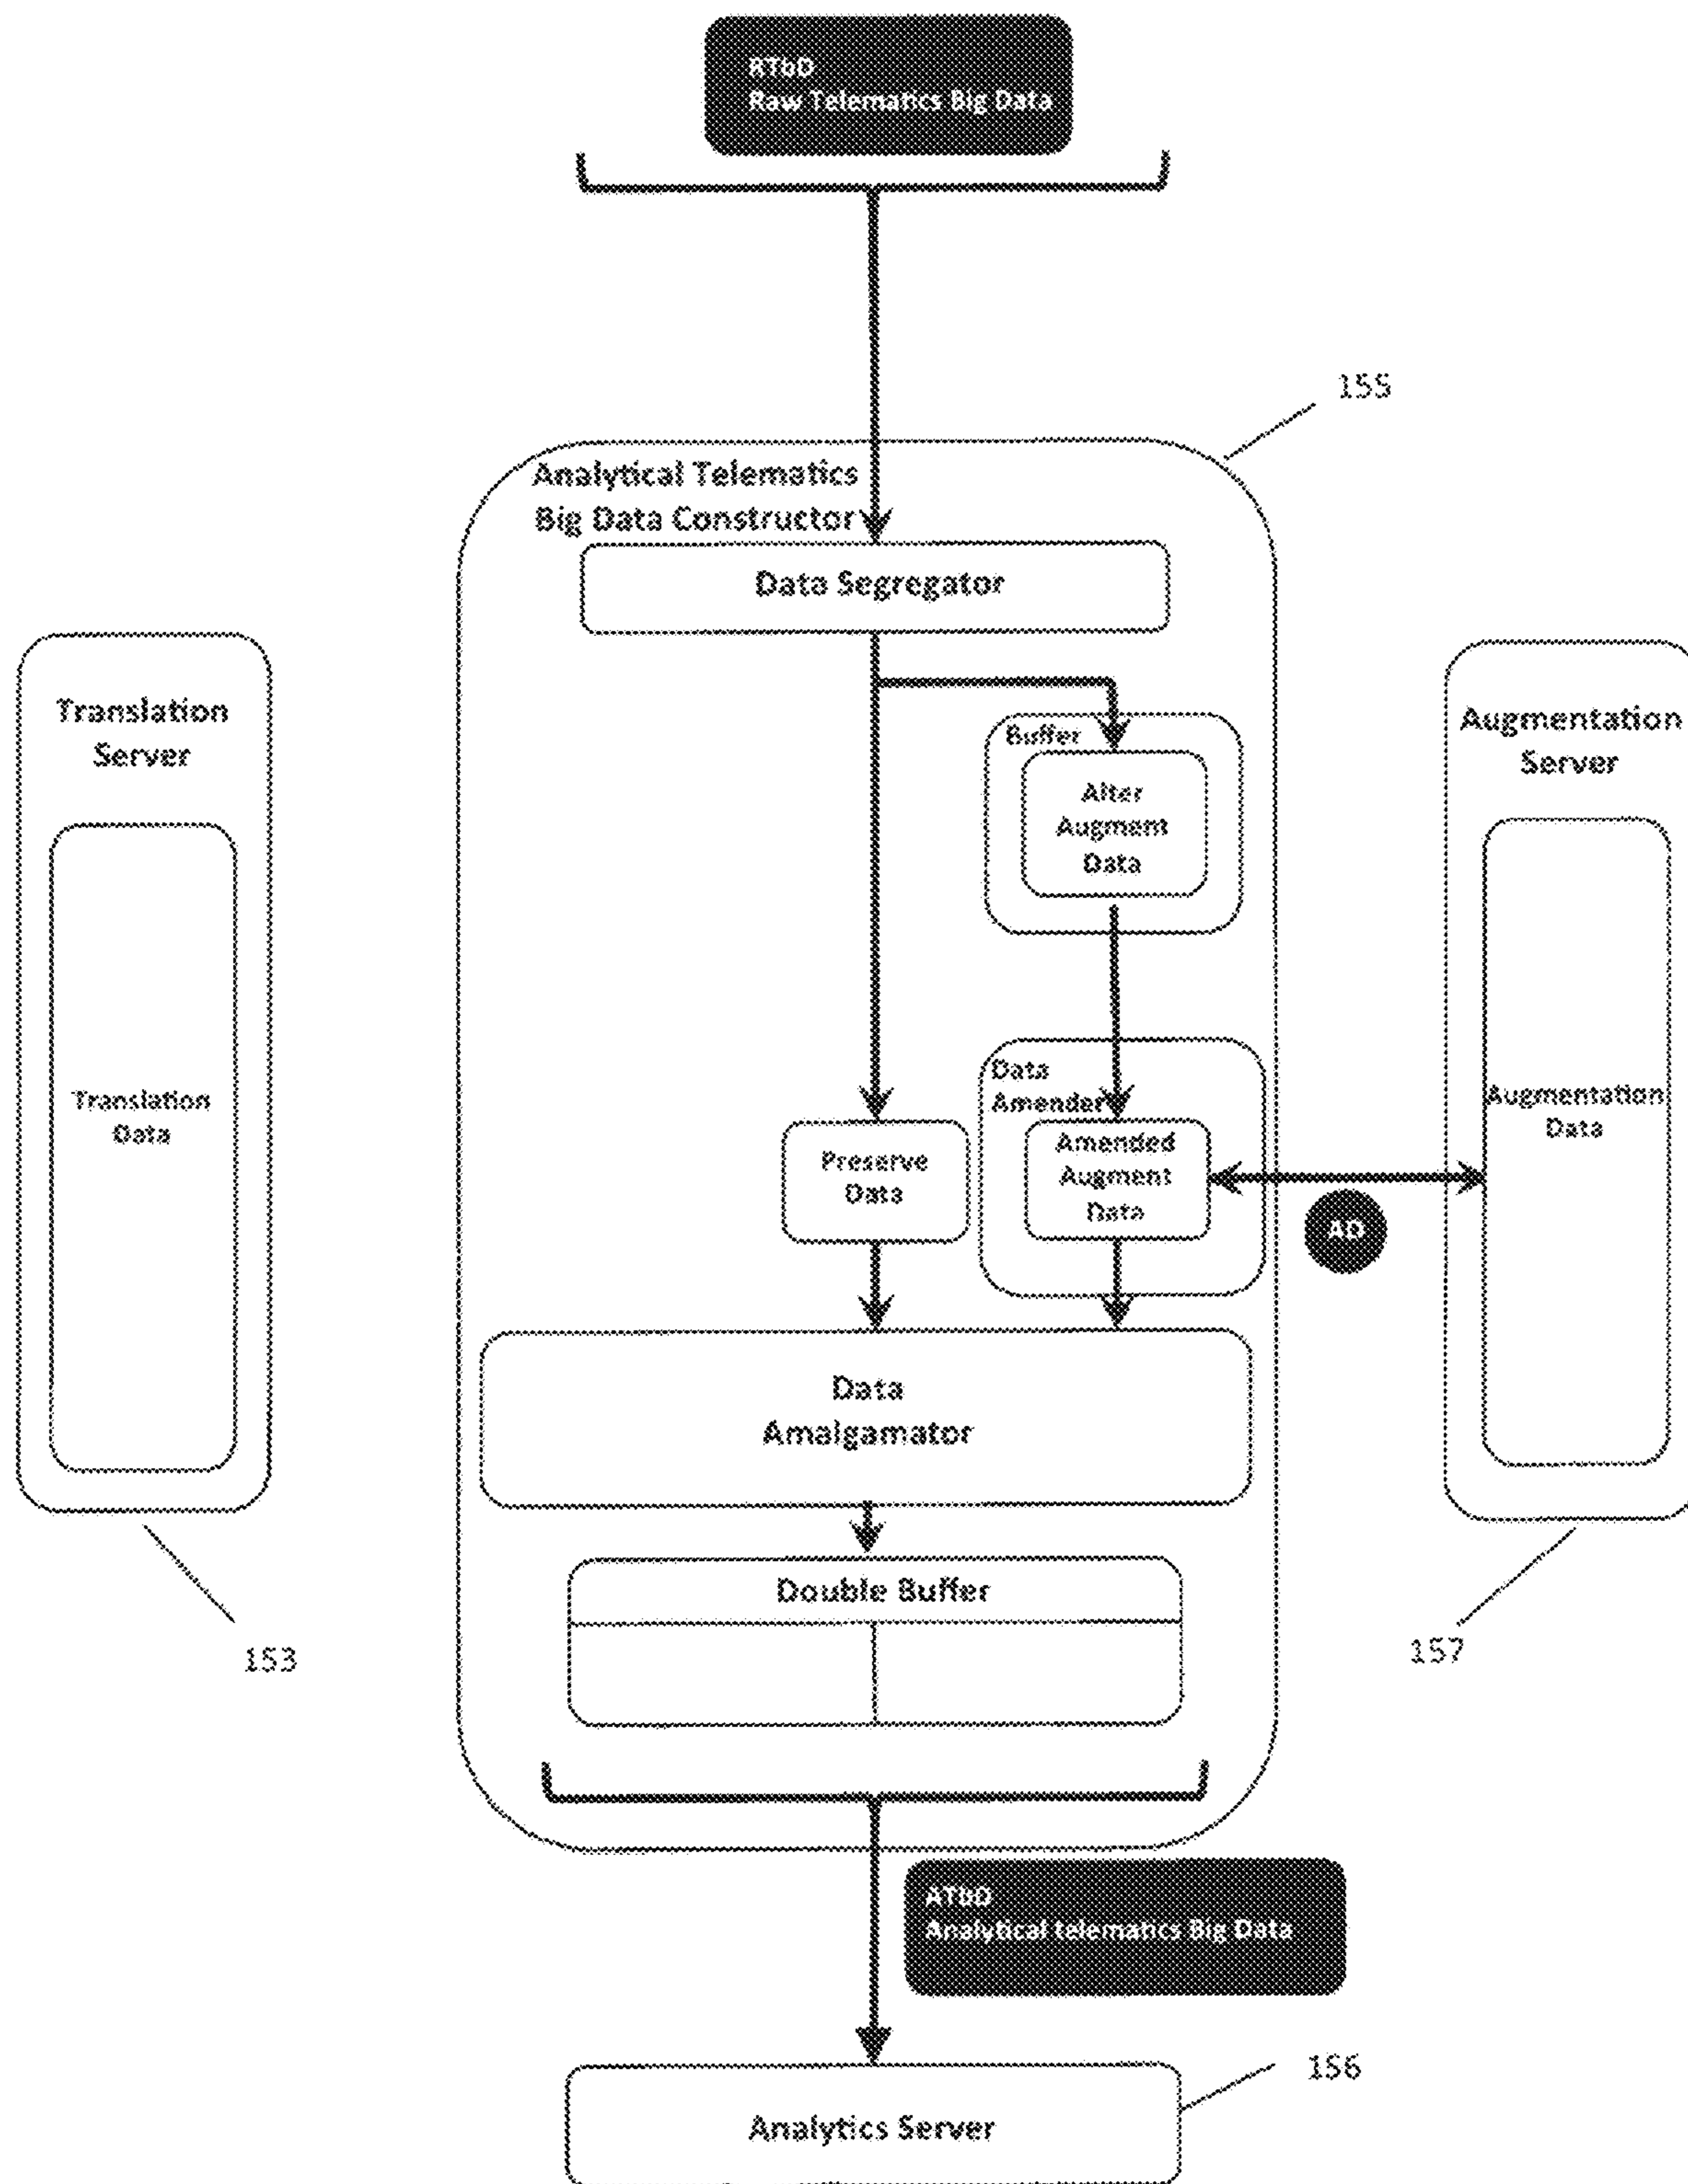 RTbD
Raw Telematics Big Data
155
Analytical Telematics
Big Data Constructor
Data Segregator
Translation
Server
Buffer
Augmentation
Server
Alter
Augment
Data
Translation
Data
Data
Amender
Amended
Augment
Data
Preserve
Data
Augmentation
Data
AD
Data
Amalgamator
Double Buffer
153
157
ATbD
Analytical telematics Big Data
156
Analytics Server